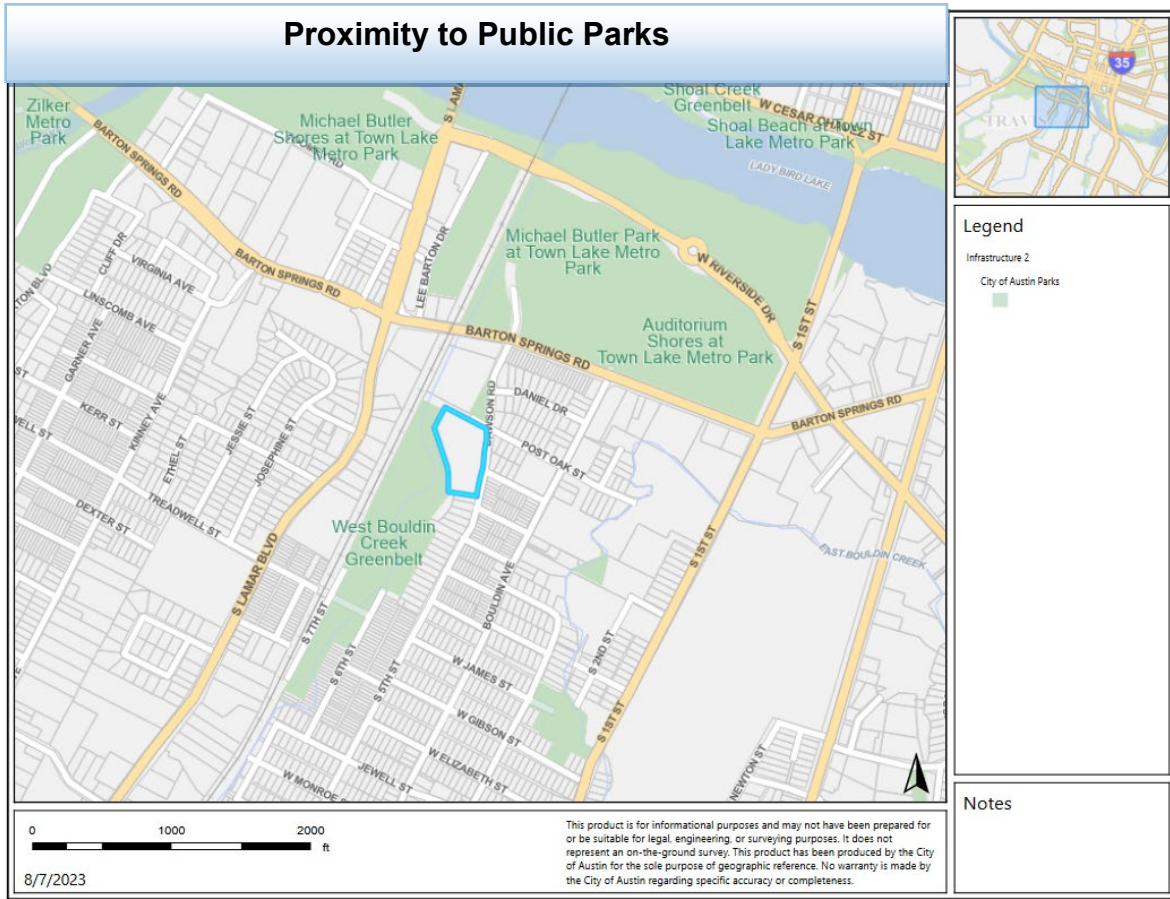 Proximity to Public Parks
Zilker
Metro
Park
Michael Butler
Shores at Town Lake
Metro Park
Shoal Creek
Greenbelt
Shoal Beach at Town
Lake Metro Park
W CESAR CHAVEZ ST
LADY BIRD LAKE
BARTON SPRINGS RD
S LAMA
Michael Butler Park
at Town Lake Metro
Park
W RIVERSIDE DR
CLIFF DR
VIRGINIA AVE
LINSCOMB AVE
GARNER AVE
KINNEY AVE
BARTON SPRINGS RD
LEE BARTON DR
BARTON SPRINGS RD
Auditorium
Shores at
Town Lake Metro Park
S 1ST ST
BARTON SPRINGS RD
KERR ST
ETHEL ST
JESSIE ST
JOSEPHINE ST
DANIEL DR
POST OAK ST
TREADWELL ST
DEXTER ST
S LAMAR BLVD
West Bouldin
Creek
Greenbelt
S 1ST ST
EAST BOULDIN CREEK
BOULDIN AVE
S 7TH ST
S 6TH ST
S 5TH ST
W JAMES ST
S 2ND ST
W GIBSON ST
S 1ST ST
W ELIZABETH ST
JEWELL ST
W MONROE S
NEWTON ST
35
TRAVIS
Legend
Infrastructure 2
City of Austin Parks
Notes
0 1000 2000
ft
8/7/2023
This product is for informational purposes and may not have been prepared for
or be suitable for legal, engineering, or surveying purposes. It does not
represent an on-the-ground survey. This product has been produced by the City
of Austin for the sole purpose of geographic reference. No warranty is made by
the City of Austin regarding specific accuracy or completeness.